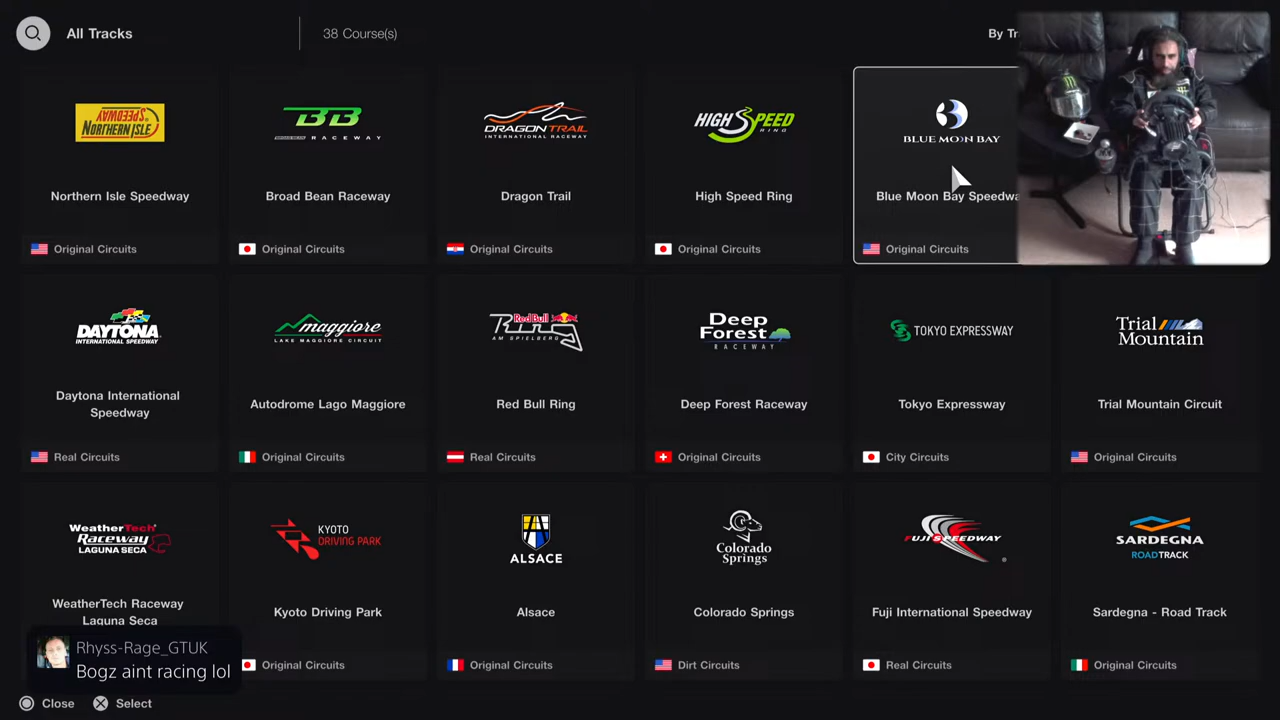 All Tracks
38 Course(s)
By Tr
NORTHERN ISLE
SPEEDWAY
Northern Isle Speedway
Original Circuits
BB
RACEWAY
Broad Bean Raceway
Original Circuits
DRAGON TRAIL
INTERNATIONAL RACEWAY
Dragon Trail
Original Circuits
HIGH SPEED
RING
High Speed Ring
Original Circuits
BLUE MOON BAY
Blue Moon Bay Speedwa
Original Circuits
DAYTONA
INTERNATIONAL SPEEDWAY
Daytona International
Speedway
Real Circuits
maggiore
LAKE MAGGIORE CIRCUIT
Autodrome Lago Maggiore
Original Circuits
Red Bull
Ring
AM SPIELBERG
Red Bull Ring
Real Circuits
Deep
Forest
RACEWAY
Deep Forest Raceway
Original Circuits
TOKYO EXPRESSWAY
Tokyo Expressway
City Circuits
Trial
Mountain
Trial Mountain Circuit
Original Circuits
WeatherTech
Raceway
LAGUNA SECA
WeatherTech Raceway
Laguna Seca
KYOTO
DRIVING PARK
Kyoto Driving Park
Original Circuits
ALSACE
Alsace
Original Circuits
Colorado
Springs
Colorado Springs
Dirt Circuits
FUJI SPEEDWAY
Fuji International Speedway
Real Circuits
SARDEGNA
ROAD TRACK
Sardegna - Road Track
Original Circuits
Rhyss-Rage_GTUK
Bogz aint racing lol
Close
Select